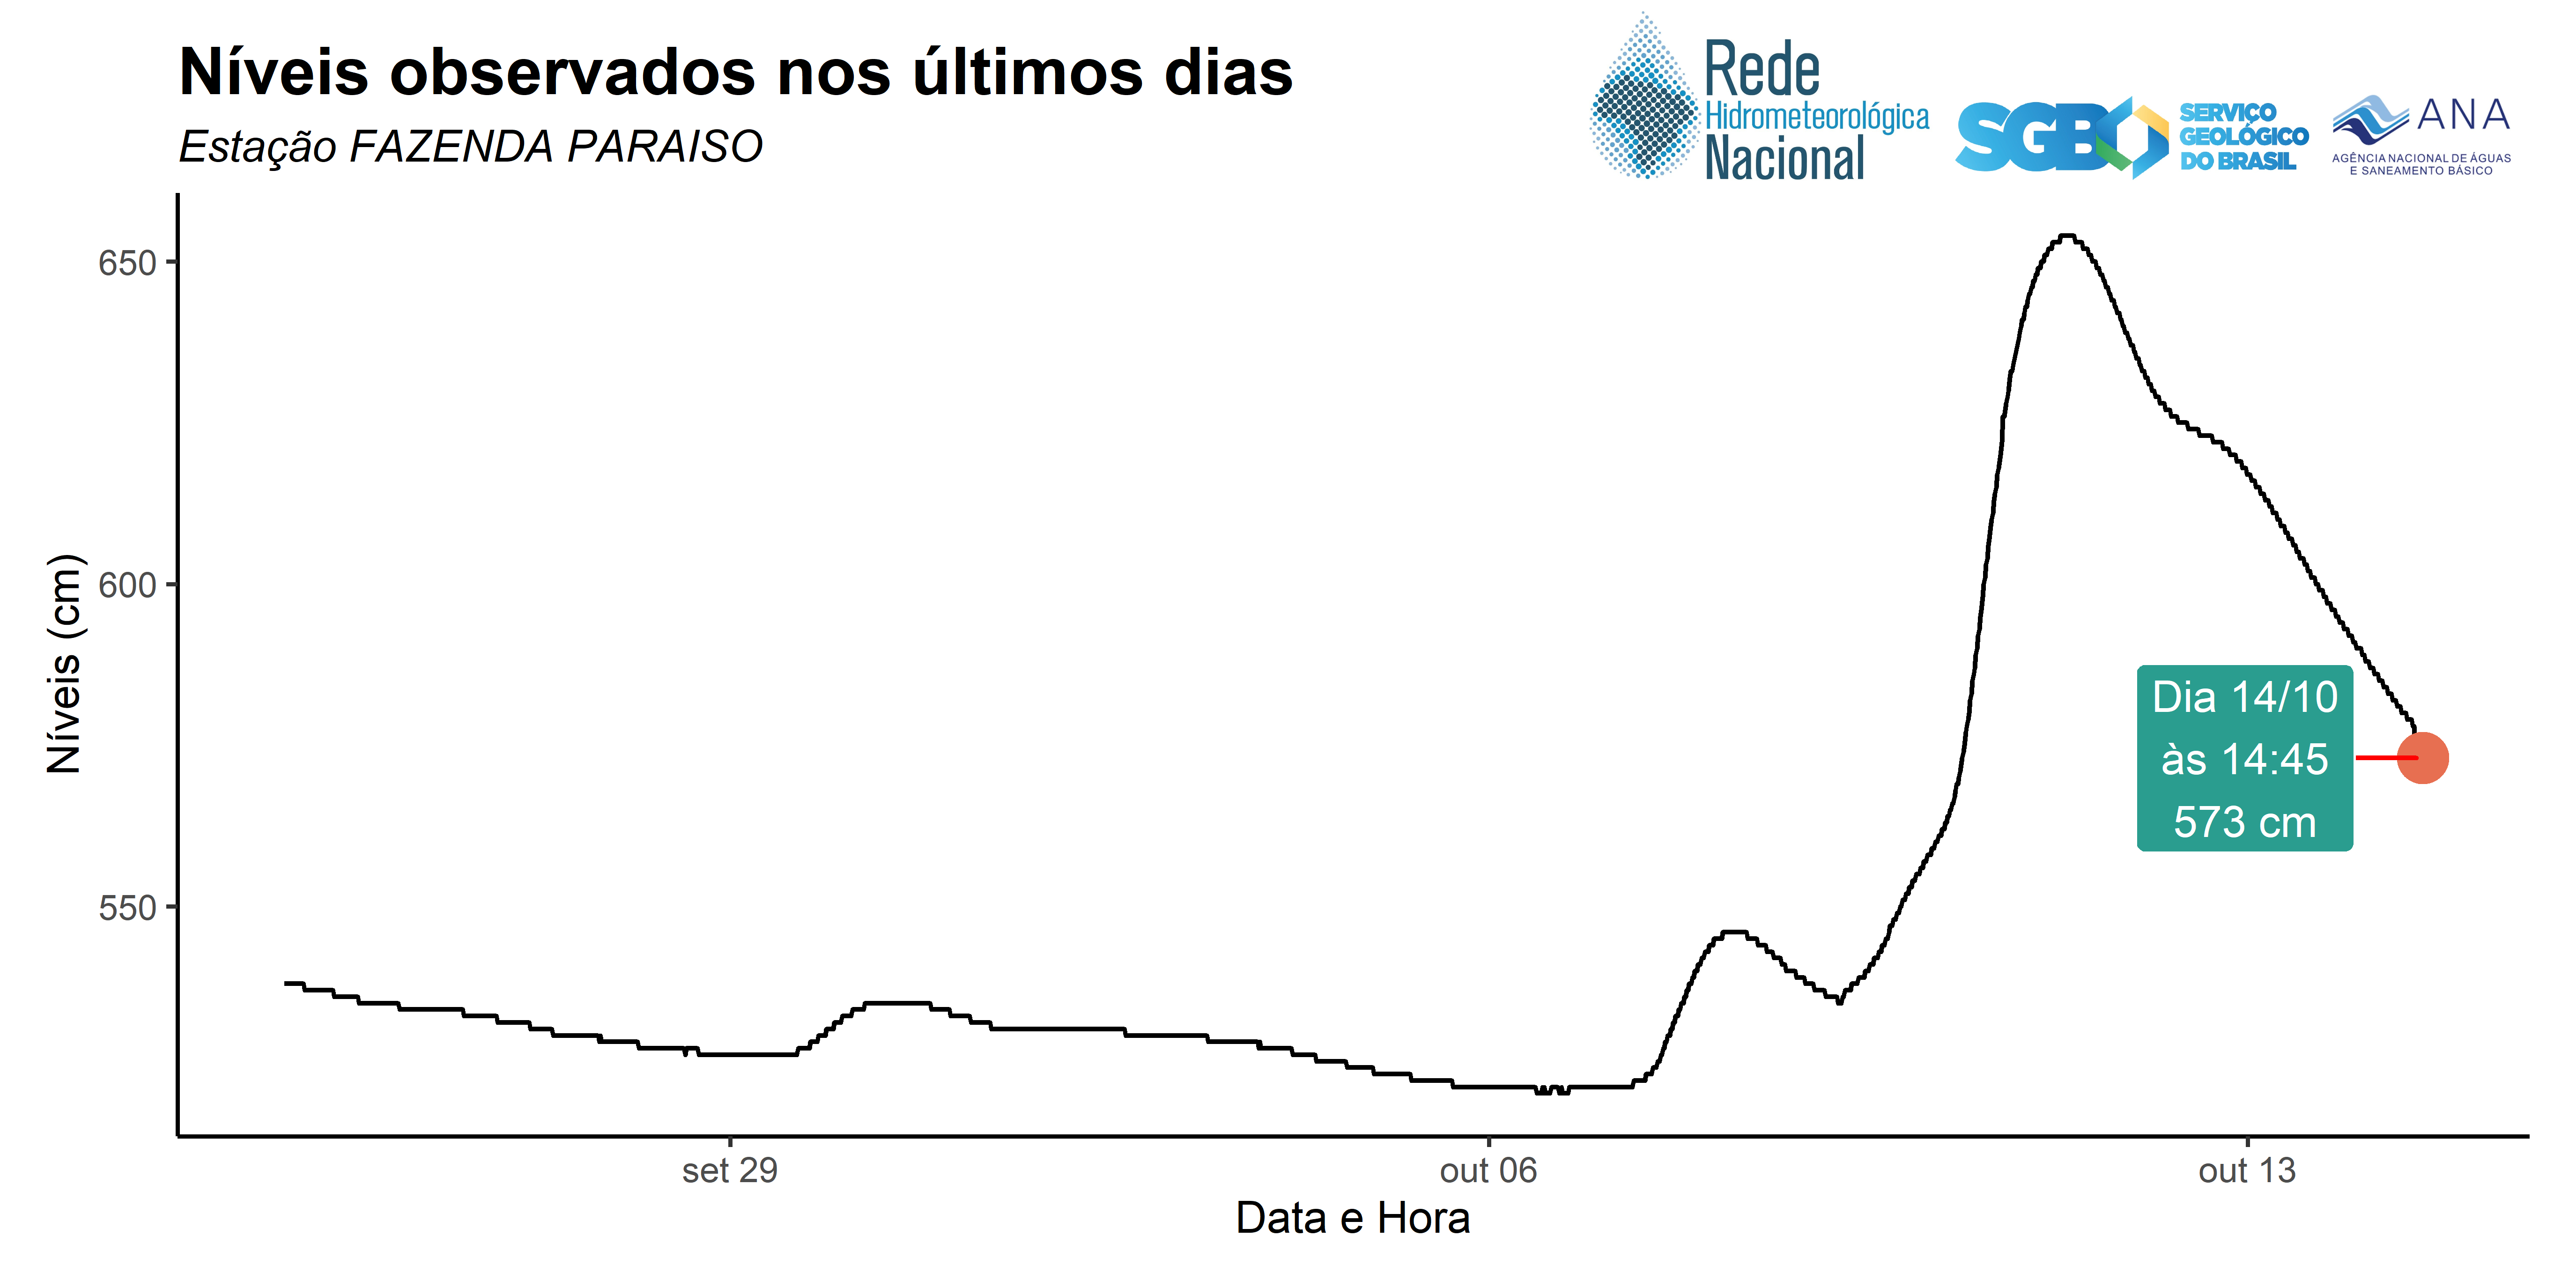 Níveis observados nos últimos dias
Estação FAZENDA PARAISO
Rede
Hidrometeorológica
Nacional
SGB
SERVIÇO
GEOLÓGICO
DO BRASIL
ANA
AGÊNCIA NACIONAL DE ÁGUAS
E SANEAMENTO BÁSICO
Níveis (cm)
650
600
550
Dia 14/10
às 14:45
573 cm
set 29
out 06
out 13
Data e Hora